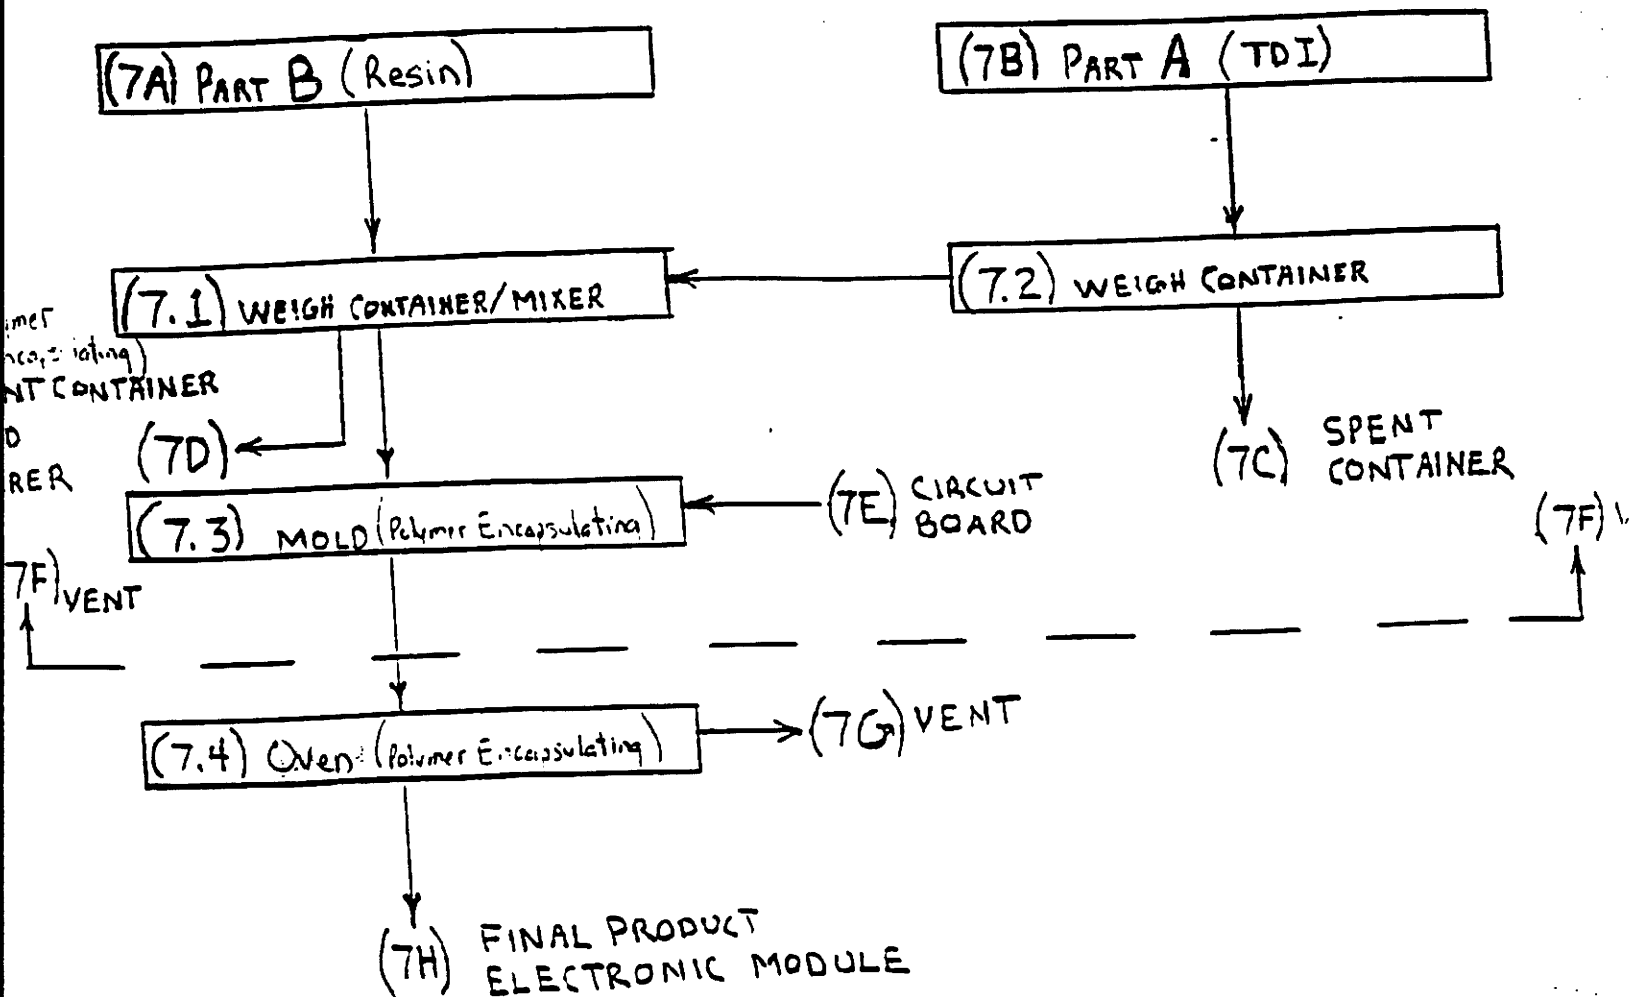 (7A) PART B (Resin)
(7B) PART A (TDI)
(7.1) WEIGH CONTAINER/MIXER
(7.2) WEIGH CONTAINER
NT CONTAINER
D
RER
(7D)
(7C) SPENT
CONTAINER
(7.3) MOLD (Polymer Encapsulating)
(7E) CIRCUIT
BOARD
(7F)
7F) VENT
(7.4) Oven (Polymer Encapsulating)
(7G) VENT
(7H) FINAL PRODUCT
ELECTRONIC MODULE